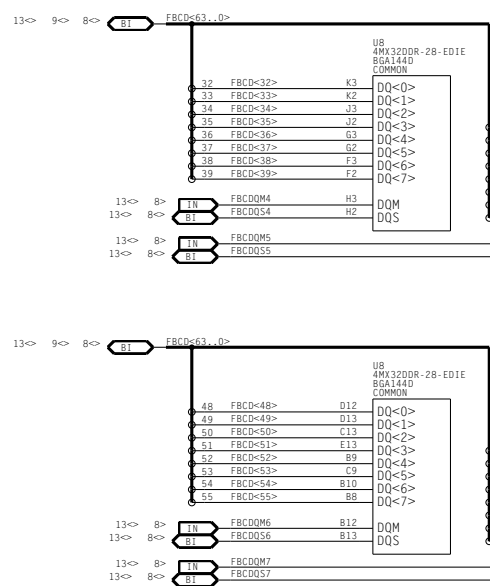 13<> 9<> 8<> BI FBCD<63..0>
U8
4MX32DDR-28-EDIE
BGA144D
COMMON
32 FBCD<32> K3 DQ<0>
33 FBCD<33> K2 DQ<1>
34 FBCD<34> J3 DQ<2>
35 FBCD<35> J2 DQ<3>
36 FBCD<36> G3 DQ<4>
37 FBCD<37> G2 DQ<5>
38 FBCD<38> F3 DQ<6>
39 FBCD<39> F2 DQ<7>
13<> 8> IN FBCDQM4 H3 DQM
13<> 8<> BI FBCDQS4 H2 DQS
13<> 8> IN FBCDQM5
13<> 8<> BI FBCDQS5
13<> 9<> 8<> BI FBCD<63..0>
U8
4MX32DDR-28-EDIE
BGA144D
COMMON
48 FBCD<48> D12 DQ<0>
49 FBCD<49> D13 DQ<1>
50 FBCD<50> C13 DQ<2>
51 FBCD<51> E13 DQ<3>
52 FBCD<52> B9 DQ<4>
53 FBCD<53> C9 DQ<5>
54 FBCD<54> B10 DQ<6>
55 FBCD<55> B8 DQ<7>
13<> 8> IN FBCDQM6 B12 DQM
13<> 8<> BI FBCDQS6 B13 DQS
13<> 8> IN FBCDQM7
13<> 8<> BI FBCDQS7